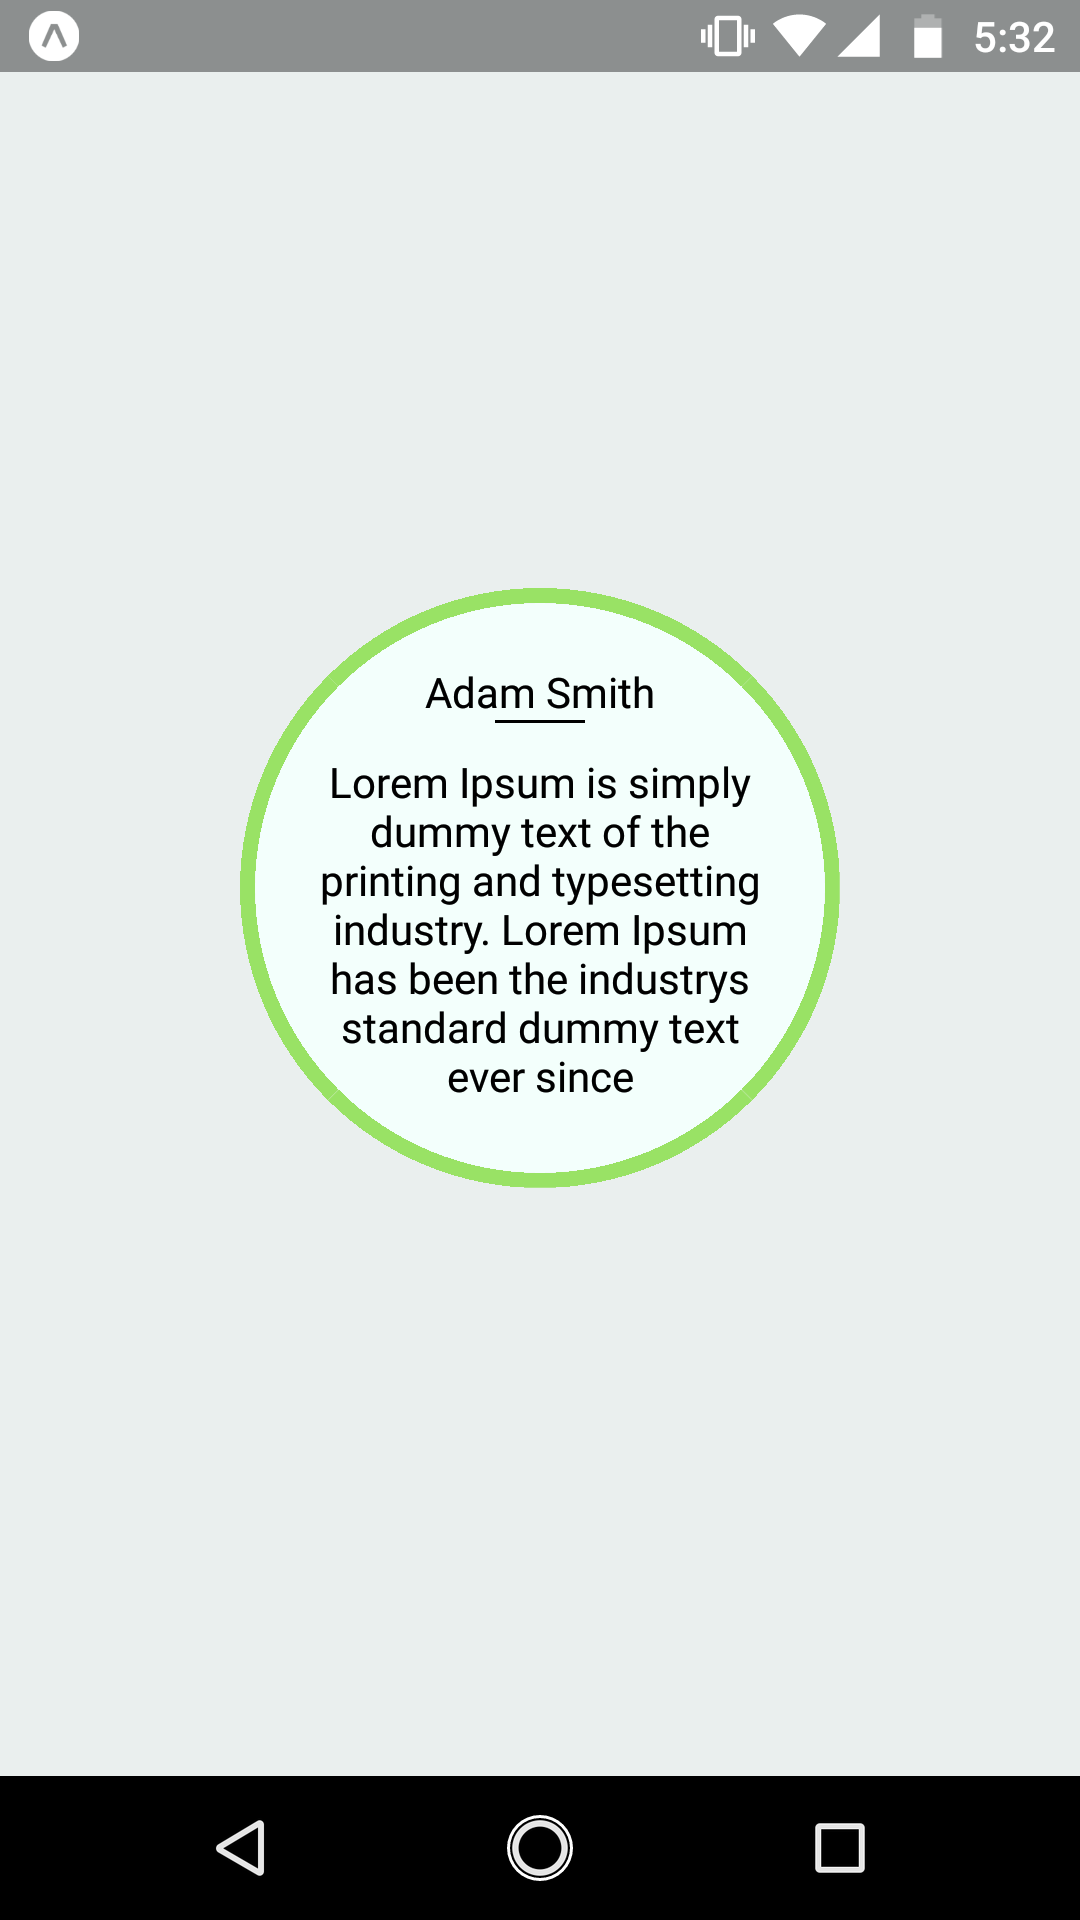 5:32
Adam Smith
Lorem Ipsum is simply
dummy text of the
printing and typesetting
industry. Lorem Ipsum
has been the industrys
standard dummy text
ever since